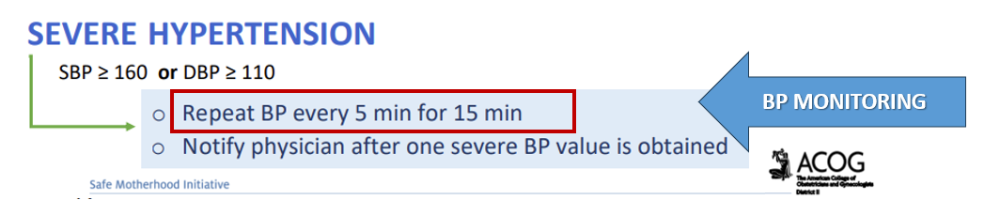 SEVERE HYPERTENSION
SBP ≥ 160 or DBP ≥ 110
○ Repeat BP every 5 min for 15 min
○ Notify physician after one severe BP value is obtained
BP MONITORING
Safe Motherhood Initiative
ACOG
The American College of
Obstetricians and Gynecologists
District II